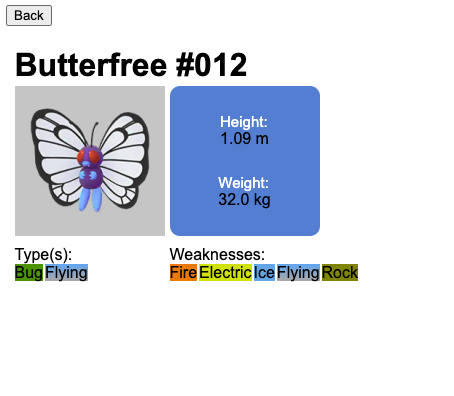 Back
Butterfree #012
Height:
1.09 m
Weight:
32.0 kg
Type(s):
Bug Flying
Weaknesses:
Fire Electric Ice Flying Rock